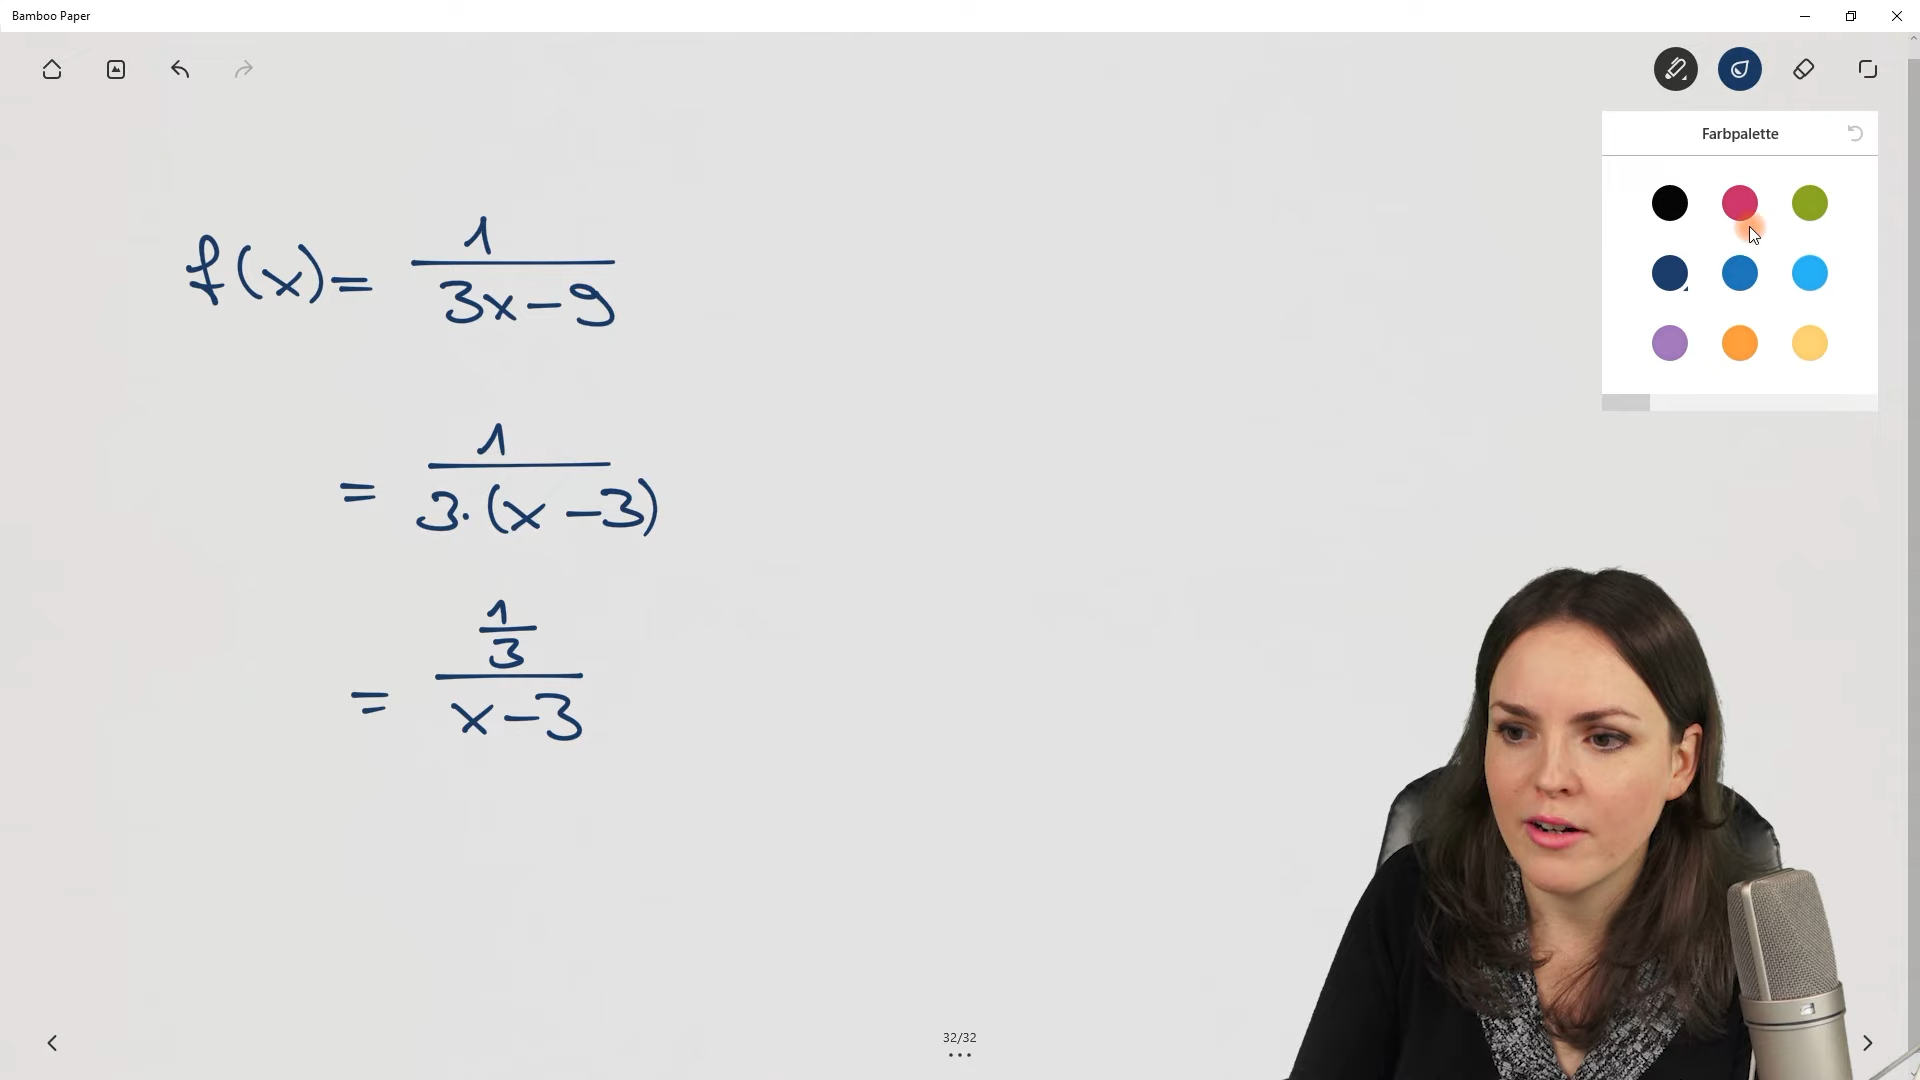 Bamboo Paper
Farbpalette
f(x) = 1/(3x-9)
= 1/(3·(x-3))
= (1/3)/(x-3)
32/32